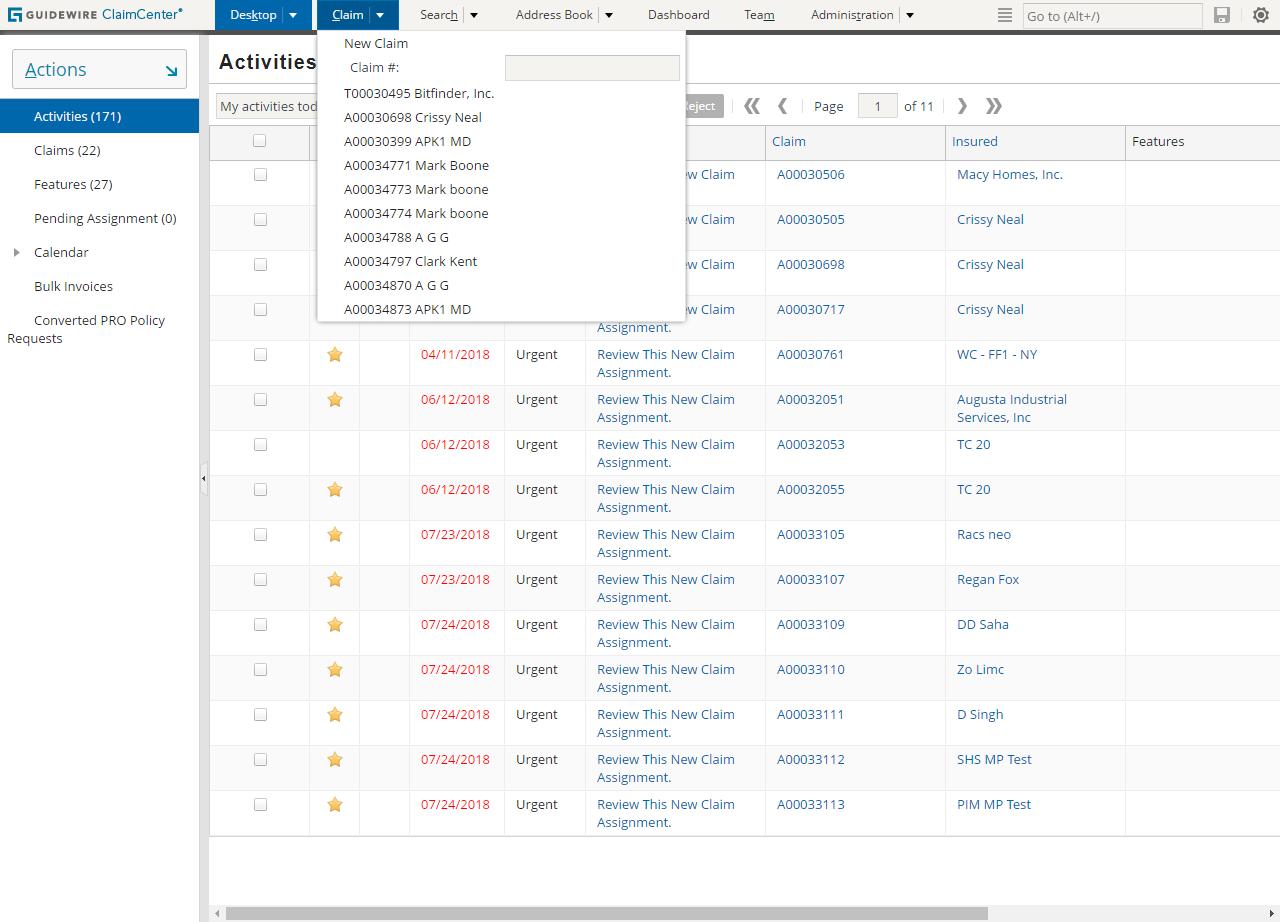 GUIDEWIRE ClaimCenter®
Desktop
Claim
Search
Address Book
Dashboard
Team
Administration
Go to (Alt+/)
Actions
Activities (171)
Claims (22)
Features (27)
Pending Assignment (0)
Calendar
Bulk Invoices
Converted PRO Policy
Requests
New Claim
Claim #:
T00030495 Bitfinder, Inc.
A00030698 Crissy Neal
A00030399 APK1 MD
A00034771 Mark Boone
A00034773 Mark boone
A00034774 Mark boone
A00034788 A G G
A00034797 Clark Kent
A00034870 A G G
A00034873 APK1 MD
Activities
My activities tod
eject
Page 1 of 11
Claim Insured Features
w Claim A00030506 Macy Homes, Inc.
w Claim A00030505 Crissy Neal
w Claim A00030698 Crissy Neal
w Claim A00030717 Crissy Neal
Assignment.
04/11/2018 Urgent Review This New Claim A00030761 WC - FF1 - NY
Assignment.
06/12/2018 Urgent Review This New Claim A00032051 Augusta Industrial
Assignment. Services, Inc
06/12/2018 Urgent Review This New Claim A00032053 TC 20
Assignment.
06/12/2018 Urgent Review This New Claim A00032055 TC 20
Assignment.
07/23/2018 Urgent Review This New Claim A00033105 Racs neo
Assignment.
07/23/2018 Urgent Review This New Claim A00033107 Regan Fox
Assignment.
07/24/2018 Urgent Review This New Claim A00033109 DD Saha
Assignment.
07/24/2018 Urgent Review This New Claim A00033110 Zo Limc
Assignment.
07/24/2018 Urgent Review This New Claim A00033111 D Singh
Assignment.
07/24/2018 Urgent Review This New Claim A00033112 SHS MP Test
Assignment.
07/24/2018 Urgent Review This New Claim A00033113 PIM MP Test
Assignment.